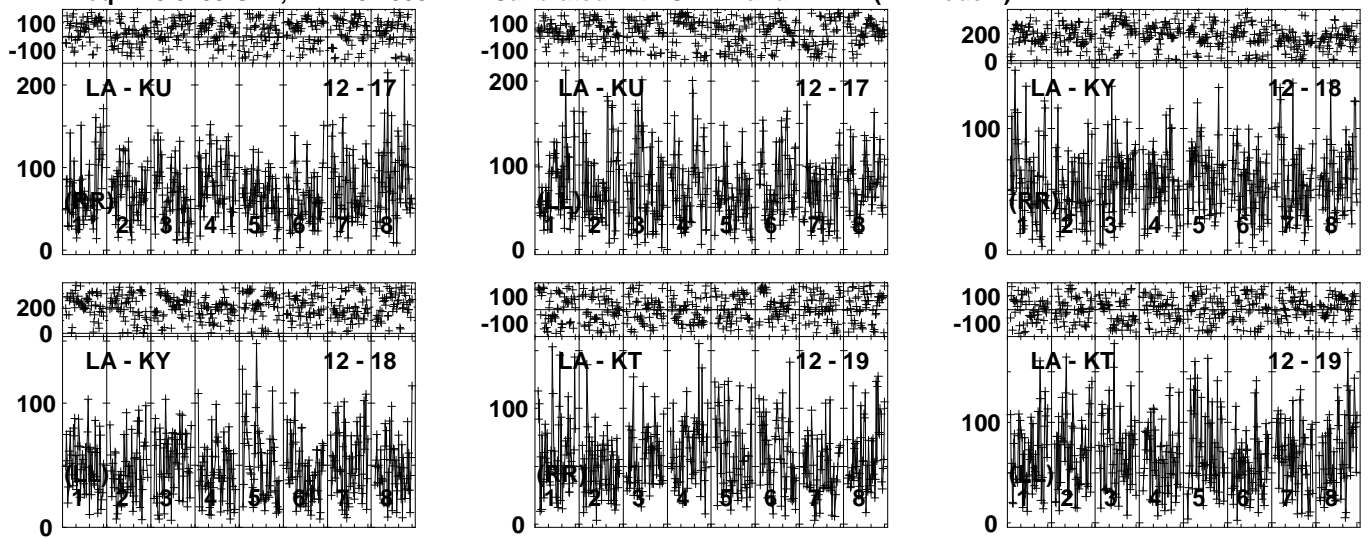 100 100 200
-100 -100 0
200 LA - KU 12 - 17 200 LA - KU 12 - 17 LA - KY 12 - 18
100 100 100
(RR) (LL) (RR)
1 2 3 4 5 6 7 8 1 2 3 4 5 6 7 8 1 2 3 4 5 6 7 8
0 0 0
200 100 100
0 -100 -100
LA - KY 12 - 18 LA - KT 12 - 19 LA - KT 12 - 19
100 100 100
(LL) (RR) (LL)
1 2 3 4 5 6 7 8 1 2 3 4 5 6 7 8 1 2 3 4 5 6 7 8
0 0 0